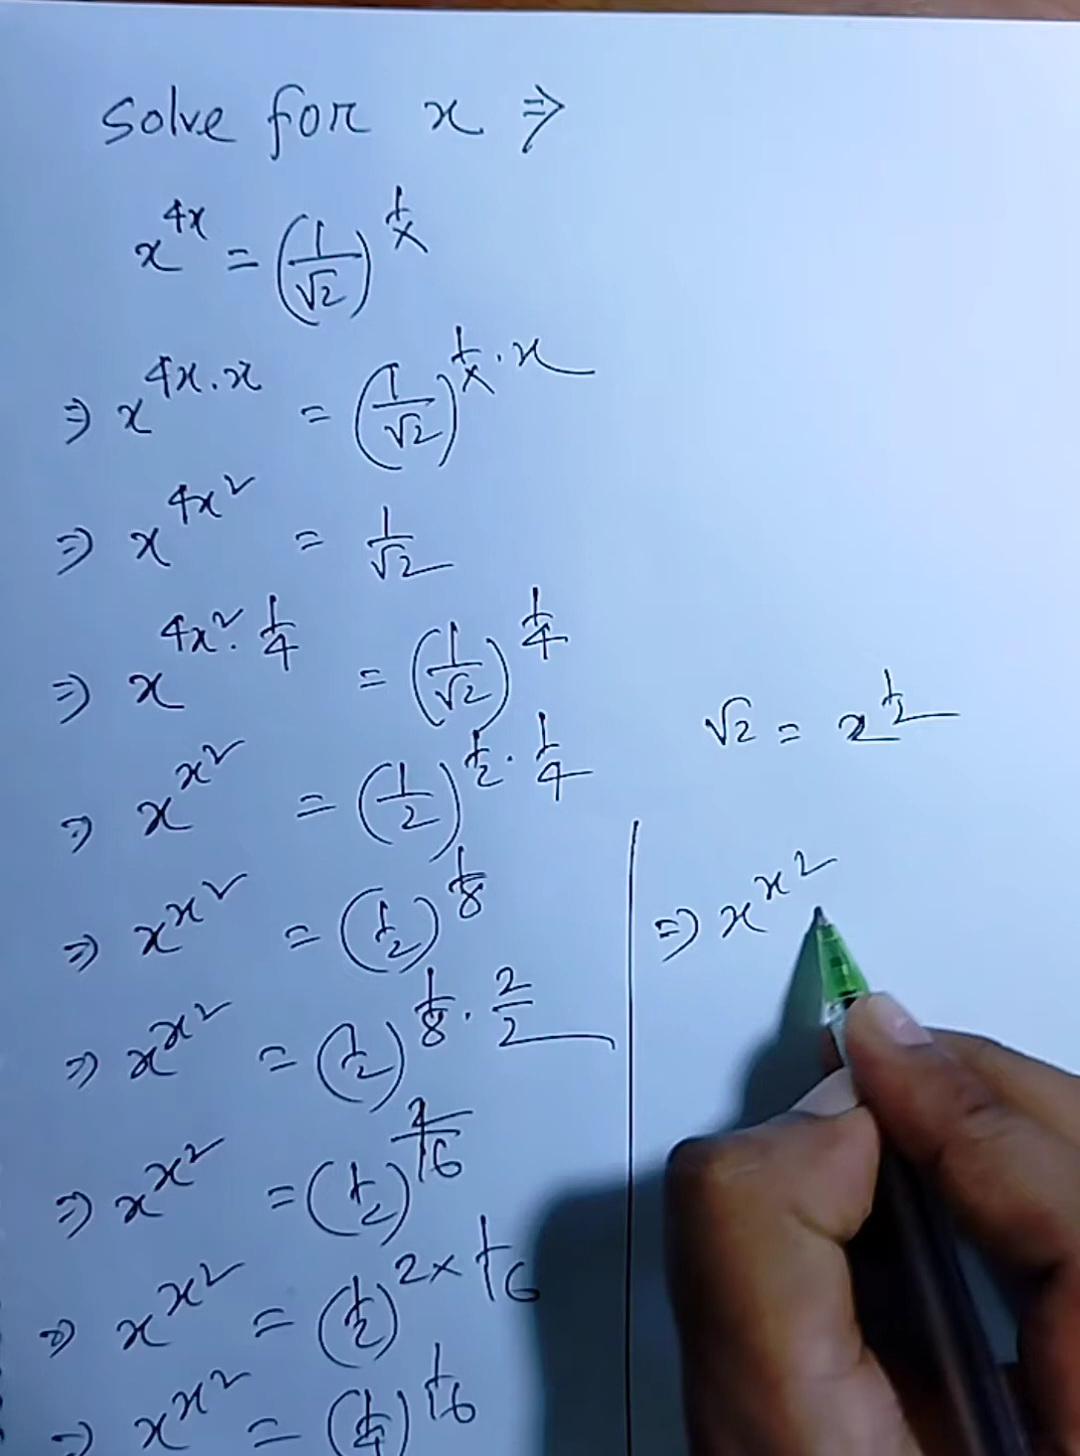 solve for x ⇒
x^{4x} = (1/√2)^{1/x}
⇒ x^{4x·x} = (1/√2)^{1/x·x}
⇒ x^{4x²} = 1/√2
⇒ x^{4x²·1/4} = (1/√2)^{1/4}
⇒ x^{x²} = (1/2)^{1/2·1/4}
⇒ x^{x²} = (1/2)^{1/8}
⇒ x^{x²} = (1/2)^{1/8·2/2}
⇒ x^{x²} = (1/2)^{2/16}
⇒ x^{x²} = (1/2)^{2×1/16}
⇒ x^{x²} = (1/4)^{1/16}
√2 = 2^{1/2}
⇒ x^{x²}